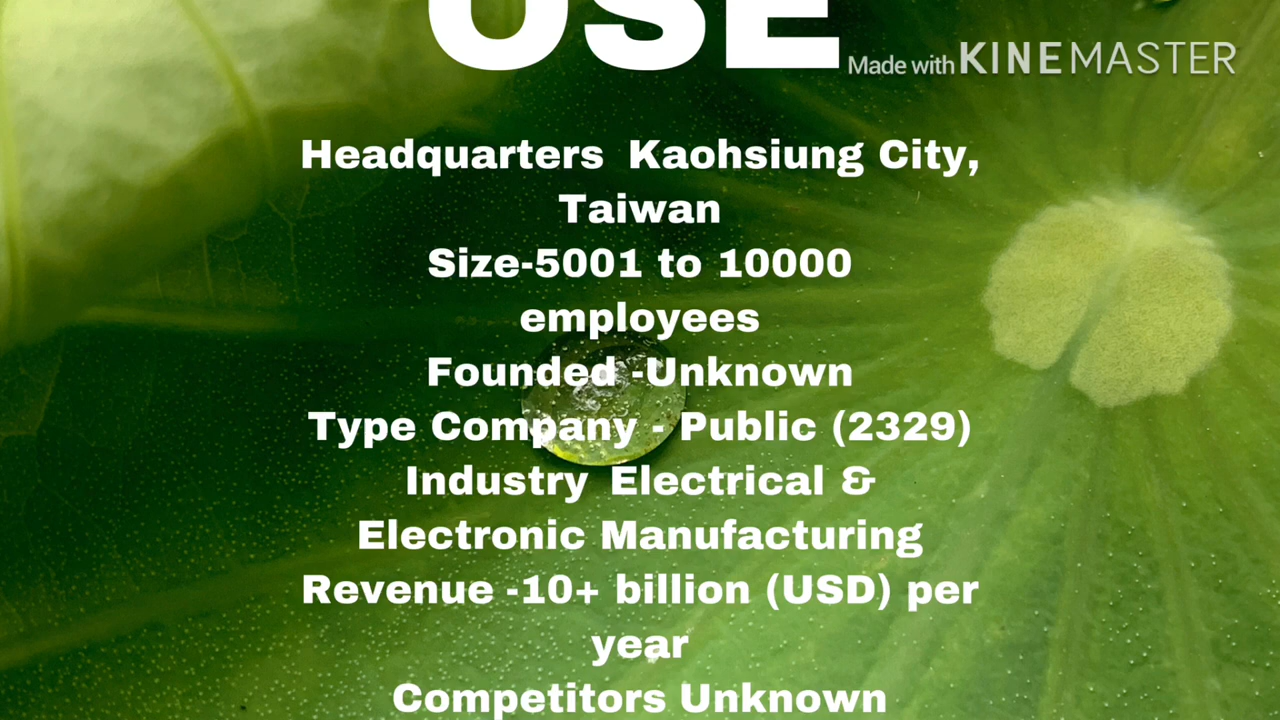 USE
Made with KINEMASTER
Headquarters Kaohsiung City,
Taiwan
Size-5001 to 10000
employees
Founded -Unknown
Type Company - Public (2329)
Industry Electrical &
Electronic Manufacturing
Revenue -10+ billion (USD) per
year
Competitors Unknown